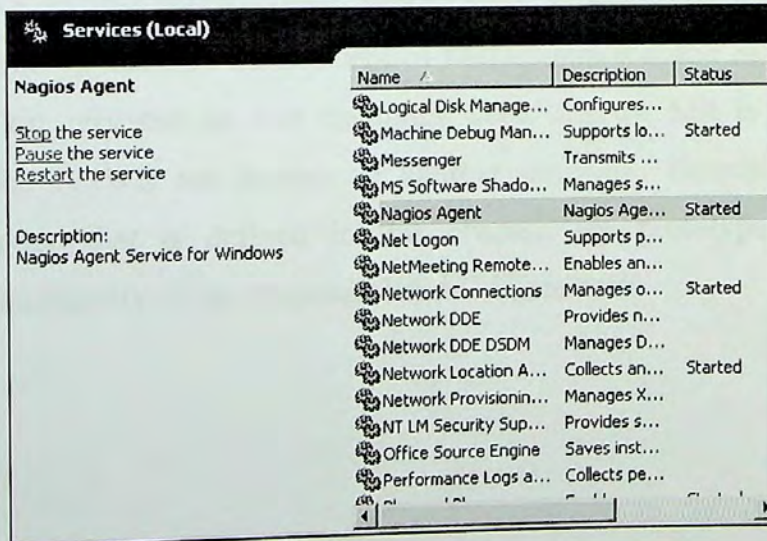 Services (Local)
Nagios Agent
Stop the service
Pause the service
Restart the service
Description:
Nagios Agent Service for Windows
Name Description Status
Logical Disk Manage... Configures...
Machine Debug Man... Supports lo... Started
Messenger Transmits ...
MS Software Shado... Manages s...
Nagios Agent Nagios Age... Started
Net Logon Supports p...
NetMeeting Remote... Enables an...
Network Connections Manages o... Started
Network DDE Provides n...
Network DDE DSDM Manages D...
Network Location A... Collects an... Started
Network Provisionin... Manages X...
NT LM Security Sup... Provides s...
Office Source Engine Saves inst...
Performance Logs a... Collects pe...